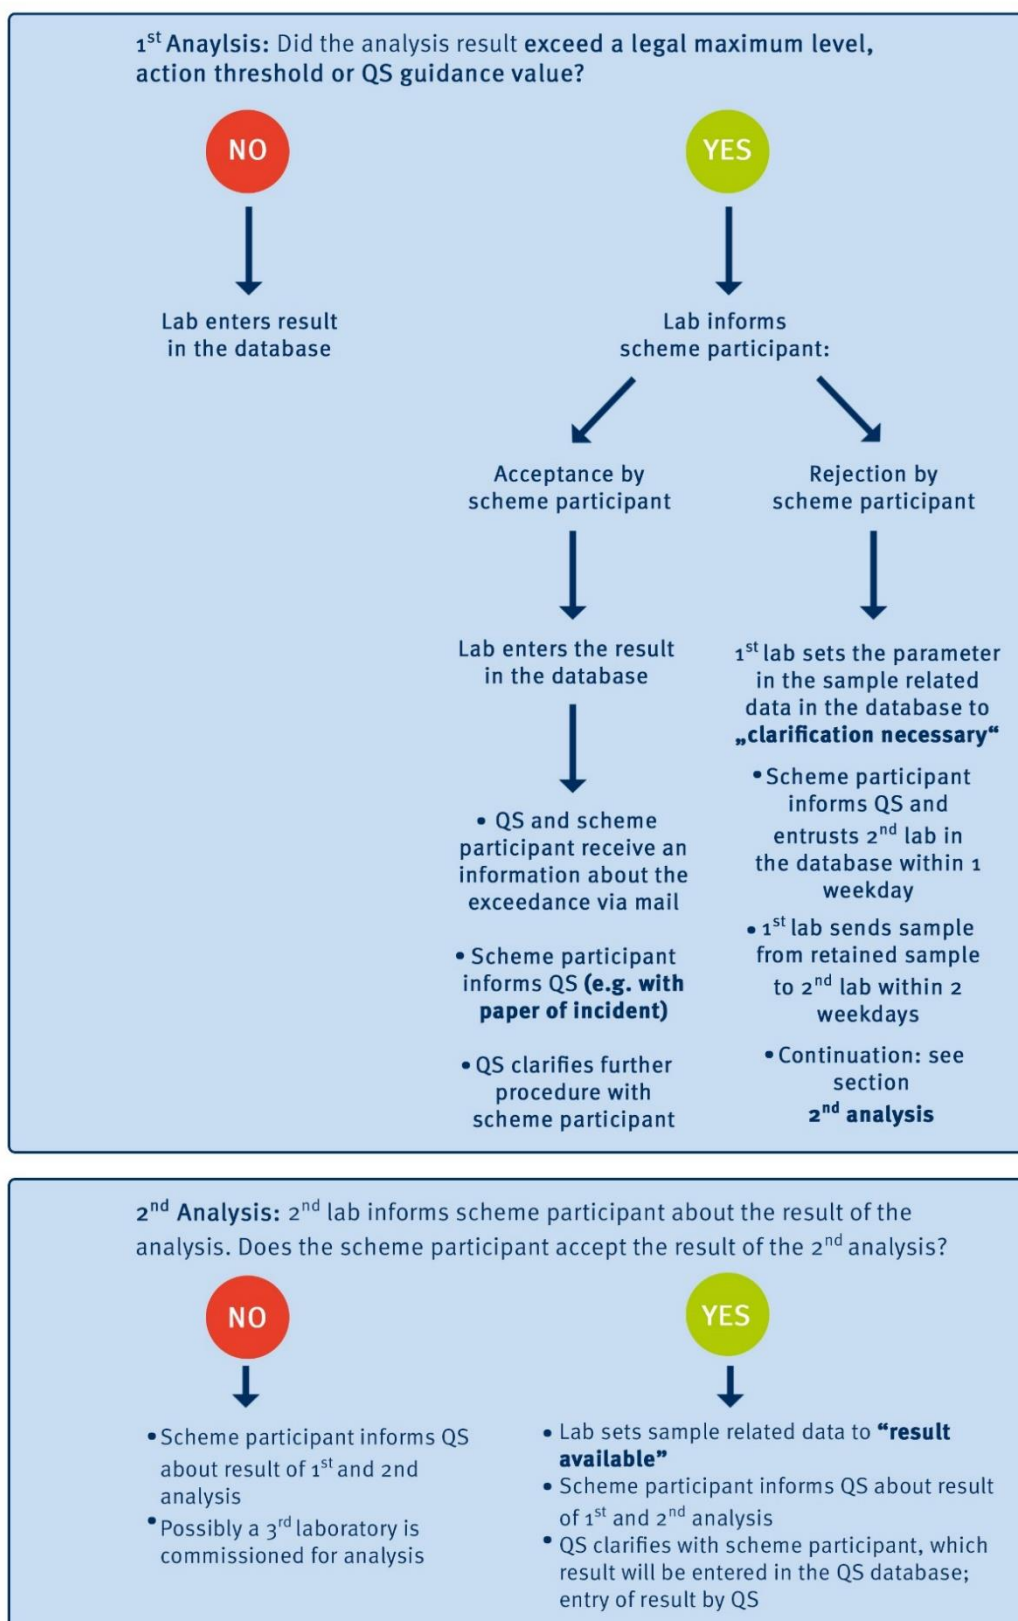 1st Anaylsis: Did the analysis result exceed a legal maximum level,
action threshold or QS guidance value?
NO
Lab enters result
in the database
YES
Lab informs
scheme participant:
Acceptance by
scheme participant
Lab enters the result
in the database
• QS and scheme
participant receive an
information about the
exceedance via mail
• Scheme participant
informs QS (e.g. with
paper of incident)
• QS clarifies further
procedure with
scheme participant
Rejection by
scheme participant
1st lab sets the parameter
in the sample related
data in the database to
„clarification necessary“
• Scheme participant
informs QS and
entrusts 2nd lab in
the database within 1
weekday
• 1st lab sends sample
from retained sample
to 2nd lab within 2
weekdays
• Continuation: see
section
2nd analysis
2nd Analysis: 2nd lab informs scheme participant about the result of the
analysis. Does the scheme participant accept the result of the 2nd analysis?
NO
• Scheme participant informs QS
about result of 1st and 2nd
analysis
• Possibly a 3rd laboratory is
commissioned for analysis
YES
• Lab sets sample related data to “result
available”
• Scheme participant informs QS about result
of 1st and 2nd analysis
• QS clarifies with scheme participant, which
result will be entered in the QS database;
entry of result by QS